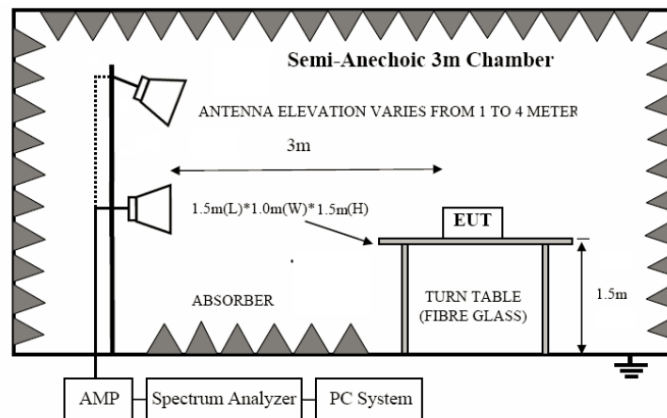 Semi-Anechoic 3m Chamber
ANTENNA ELEVATION VARIES FROM 1 TO 4 METER
3m
1.5m(L)*1.0m(W)*1.5m(H)
EUT
ABSORBER
TURN TABLE
(FIBRE GLASS)
1.5m
AMP
Spectrum Analyzer
PC System